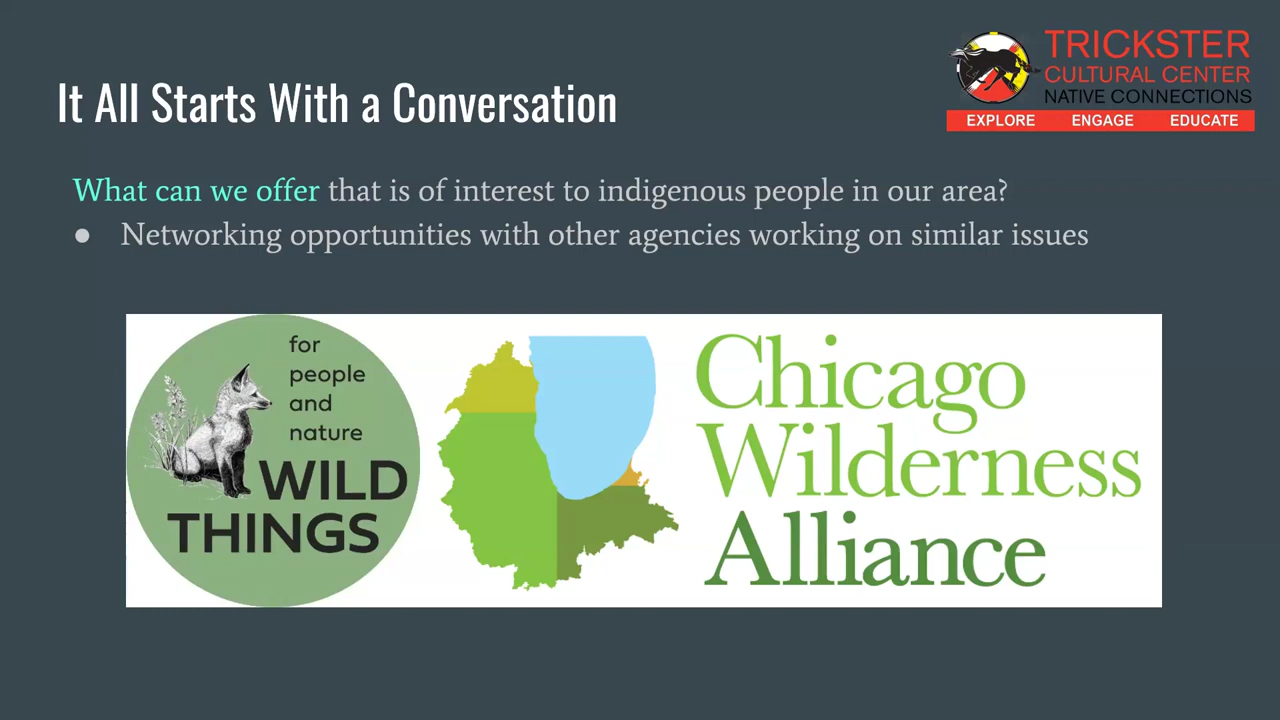 It All Starts With a Conversation
TRICKSTER
CULTURAL CENTER
NATIVE CONNECTIONS
EXPLORE ENGAGE EDUCATE
What can we offer that is of interest to indigenous people in our area?
● Networking opportunities with other agencies working on similar issues
for
people
and
nature
WILD
THINGS
Chicago
Wilderness
Alliance